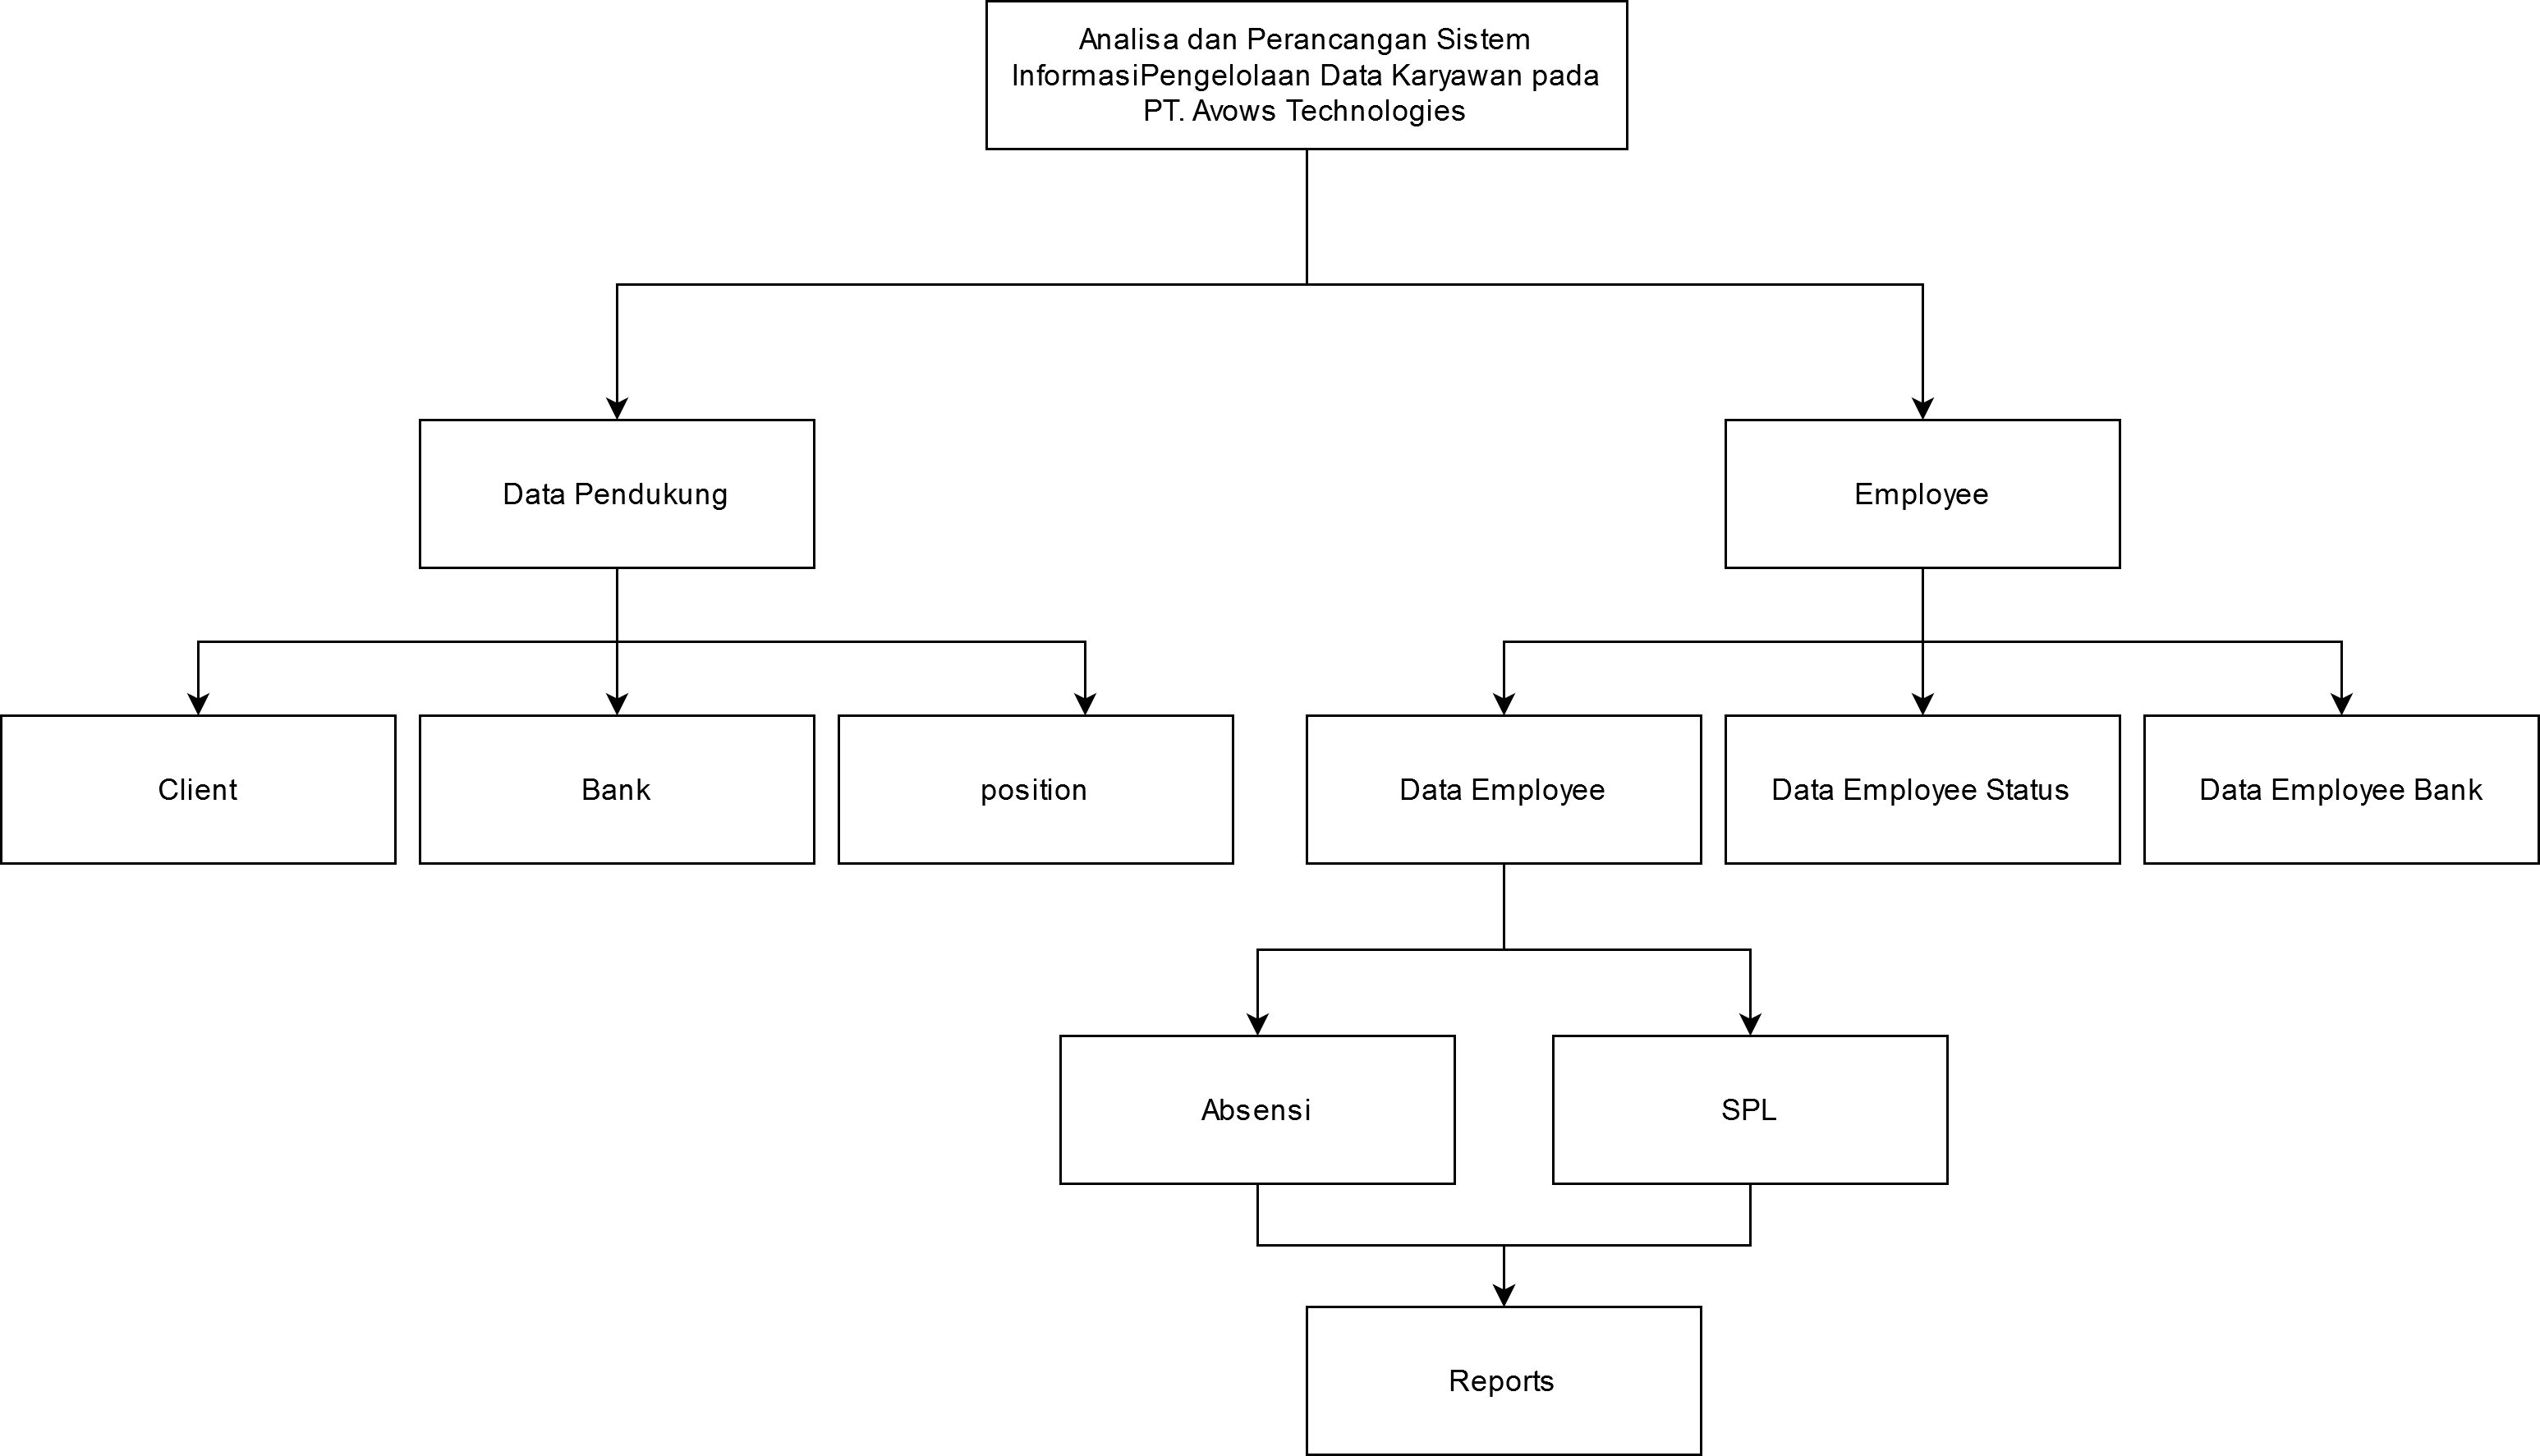 Analisa dan Perancangan Sistem
InformasiPengelolaan Data Karyawan pada
PT. Avows Technologies
Data Pendukung
Employee
Client
Bank
position
Data Employee
Data Employee Status
Data Employee Bank
Absensi
SPL
Reports